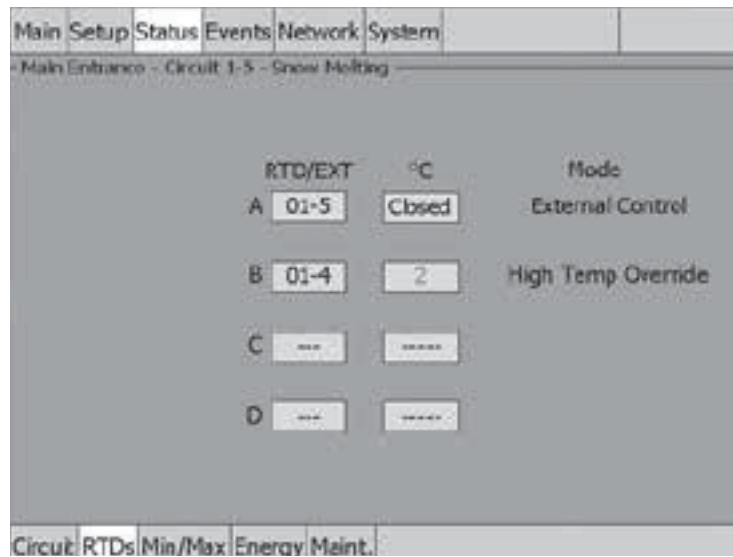 Main Setup Status Events Network System
Main Entrance - Circuit 1-5 - Snow Melting
RTD/EXT °C Mode
A 01-5 Closed External Control
B 01-4 2 High Temp Override
C --- -----
D --- -----
Circuit RTDs Min/Max Energy Maint.